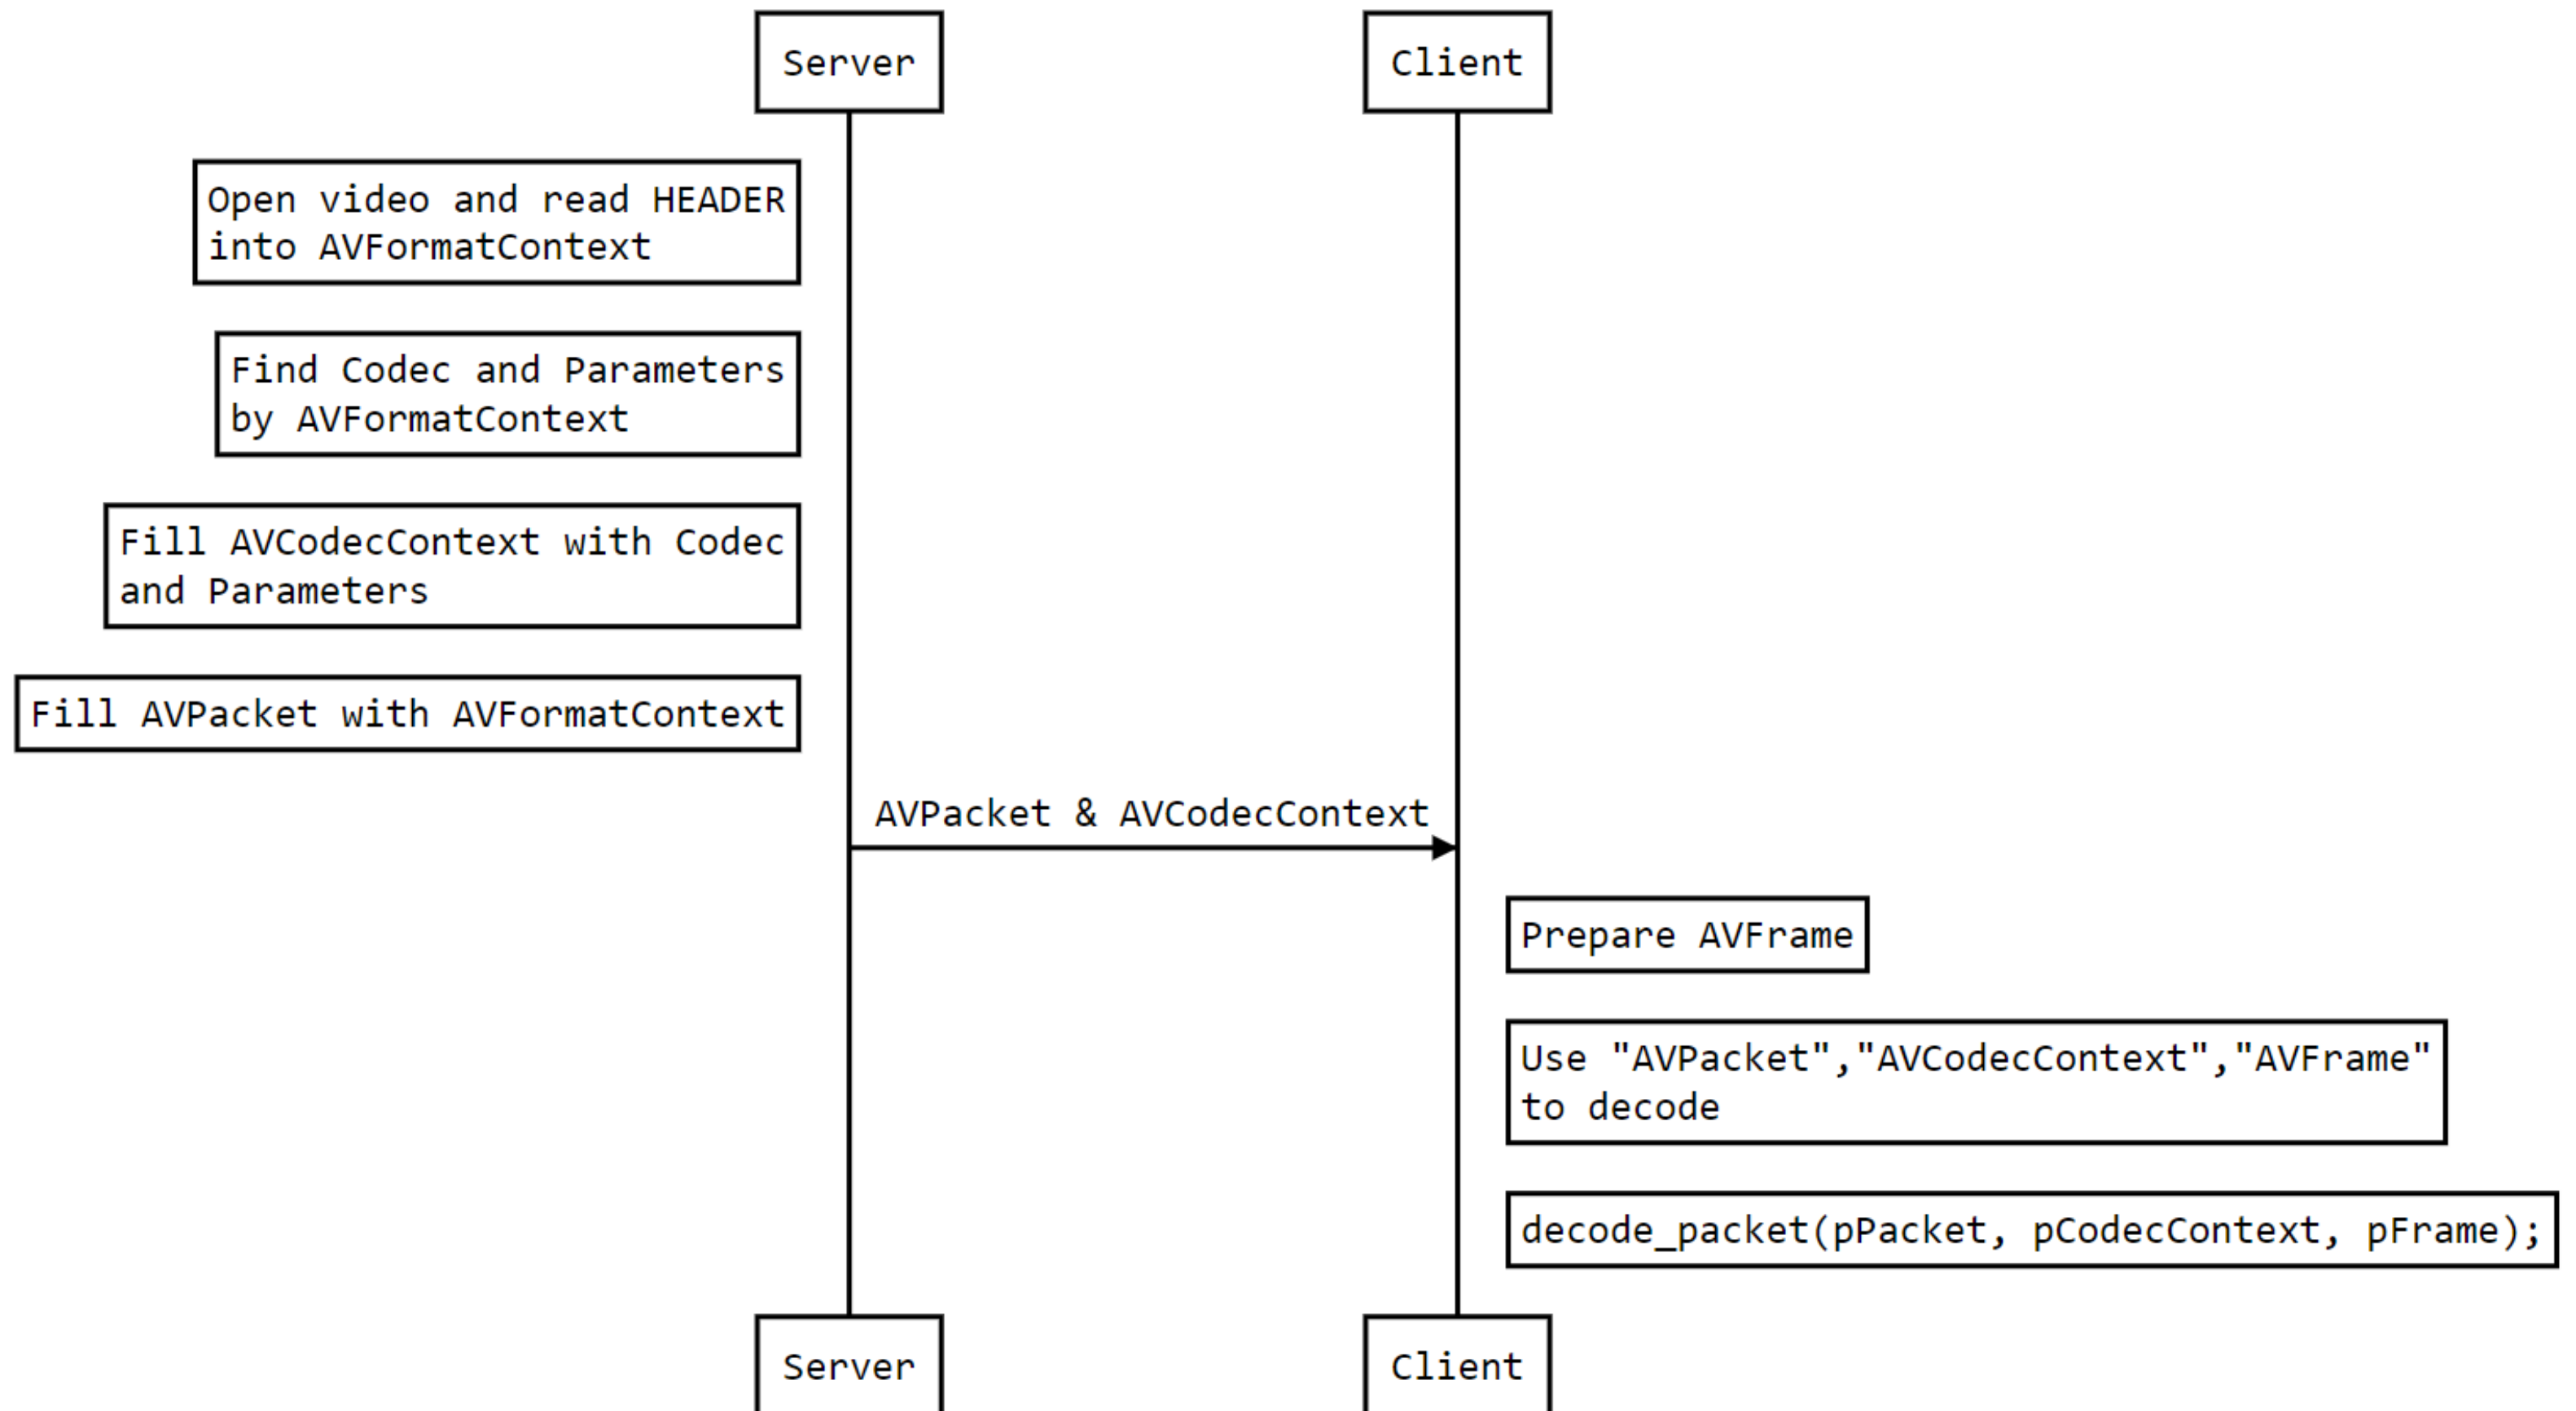 Server
Client
Open video and read HEADER
into AVFormatContext
Find Codec and Parameters
by AVFormatContext
Fill AVCodecContext with Codec
and Parameters
Fill AVPacket with AVFormatContext
AVPacket & AVCodecContext
Prepare AVFrame
Use "AVPacket","AVCodecContext","AVFrame"
to decode
decode_packet(pPacket, pCodecContext, pFrame);
Server
Client